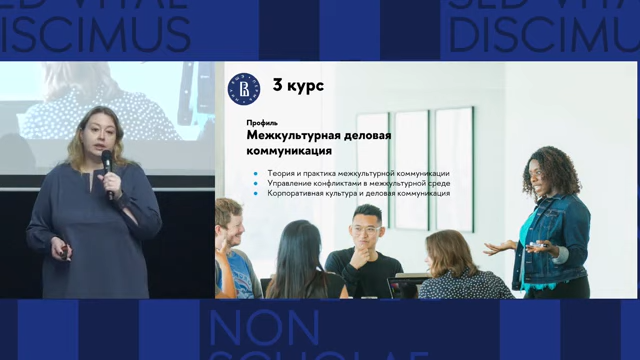 SED VITAE
DISCIMUS
SED VITAE
DISCIMUS
3 курс
Профиль
Межкультурная деловая
коммуникация
Теория и практика межкультурной коммуникации
Управление конфликтами в межкультурной среде
Корпоративная культура и деловая коммуникация
NON
SCHOLAE